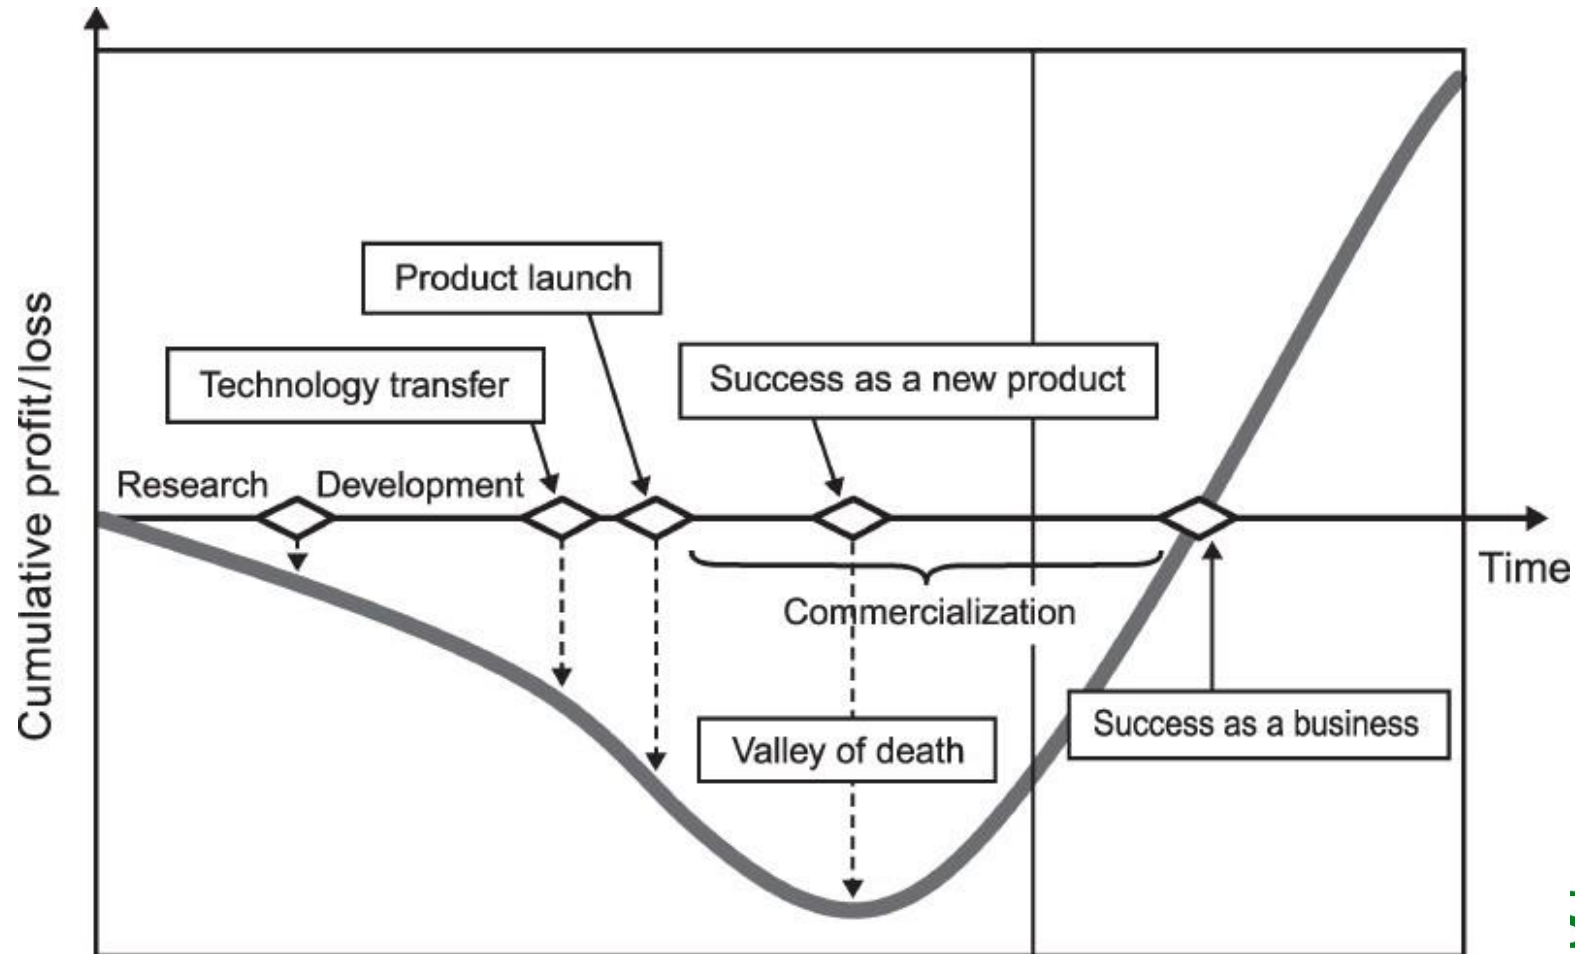 Product launch
Technology transfer
Success as a new product
Research
Development
Time
Commercialization
Success as a business
Valley of death
Cumulative profit/loss